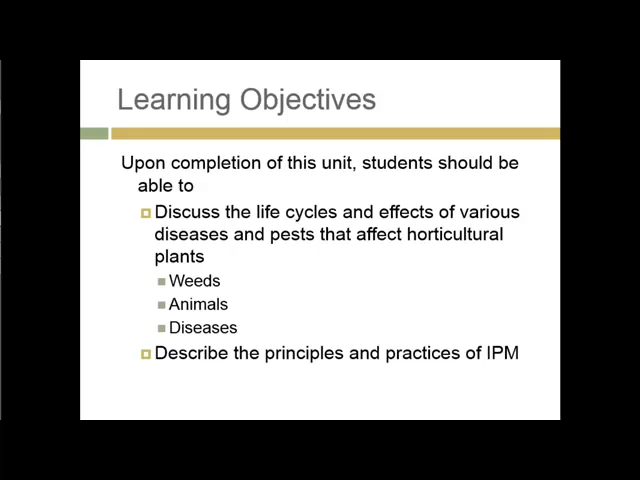 Learning Objectives
Upon completion of this unit, students should be
able to
Discuss the life cycles and effects of various
diseases and pests that affect horticultural
plants
Weeds
Animals
Diseases
Describe the principles and practices of IPM